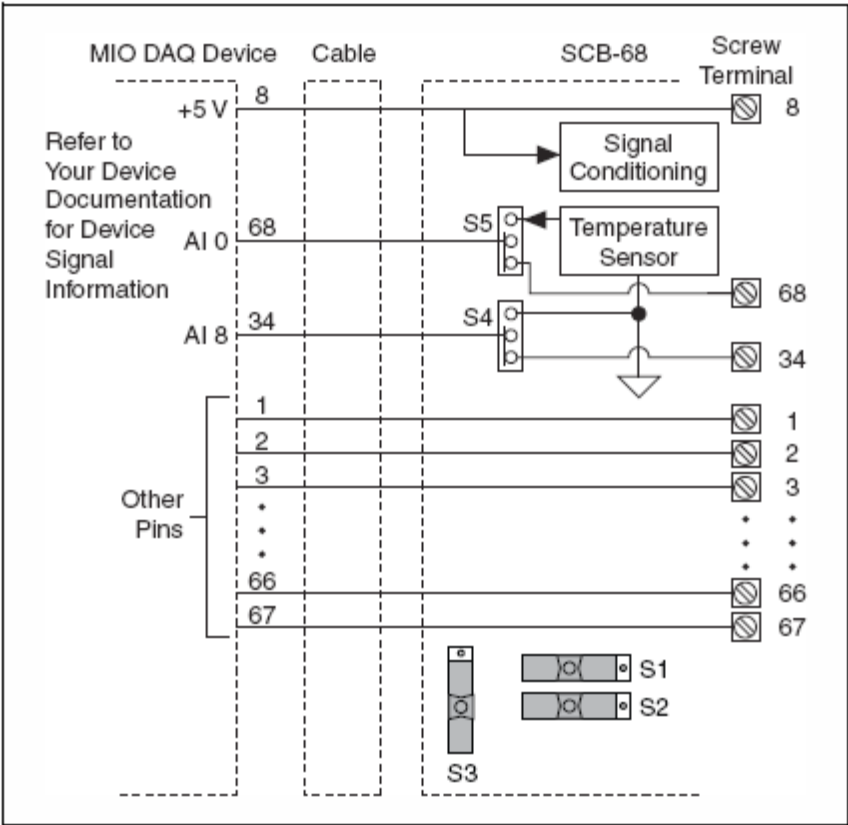 MIO DAQ Device Cable SCB-68 Screw
Terminal
+5 V 8 8
Refer to
Your Device
Documentation
for Device
Signal
Information
Signal
Conditioning
AI 0 68 S5 Temperature
Sensor
68
AI 8 34 S4
34
1 1
2 2
3 3
Other
Pins
66 66
67 67
S1
S2
S3